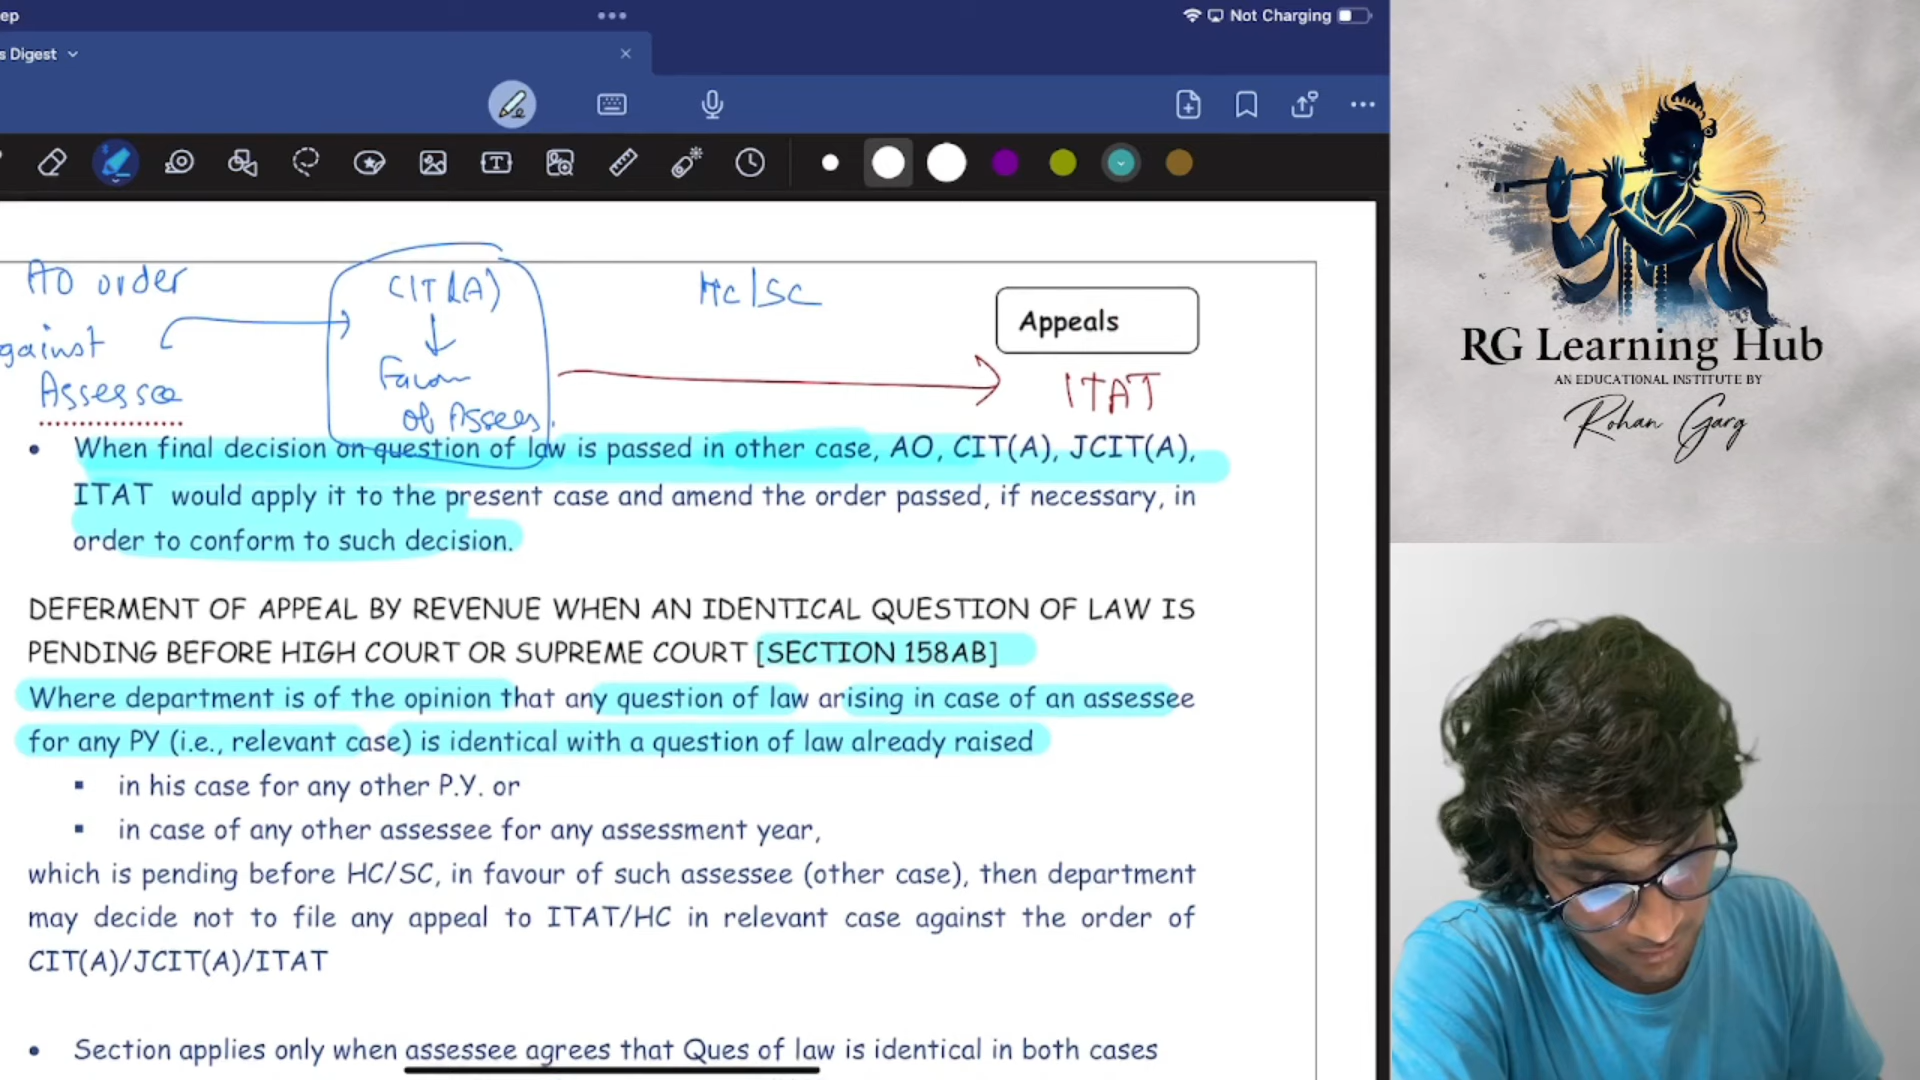 ep
Not Charging
s Digest
AO order
CIT(A)
HC/SC
Appeals
gainst
Favour
ITAT
Assessee
of Assees.
When final decision on question of law is passed in other case, AO, CIT(A), JCIT(A),
ITAT would apply it to the present case and amend the order passed, if necessary, in
order to conform to such decision.
DEFERMENT OF APPEAL BY REVENUE WHEN AN IDENTICAL QUESTION OF LAW IS
PENDING BEFORE HIGH COURT OR SUPREME COURT [SECTION 158AB]
Where department is of the opinion that any question of law arising in case of an assessee
for any PY (i.e., relevant case) is identical with a question of law already raised
▪ in his case for any other P.Y. or
▪ in case of any other assessee for any assessment year,
which is pending before HC/SC, in favour of such assessee (other case), then department
may decide not to file any appeal to ITAT/HC in relevant case against the order of
CIT(A)/JCIT(A)/ITAT
• Section applies only when assessee agrees that Ques of law is identical in both cases
RG Learning Hub
AN EDUCATIONAL INSTITUTE BY
Rohan Garg